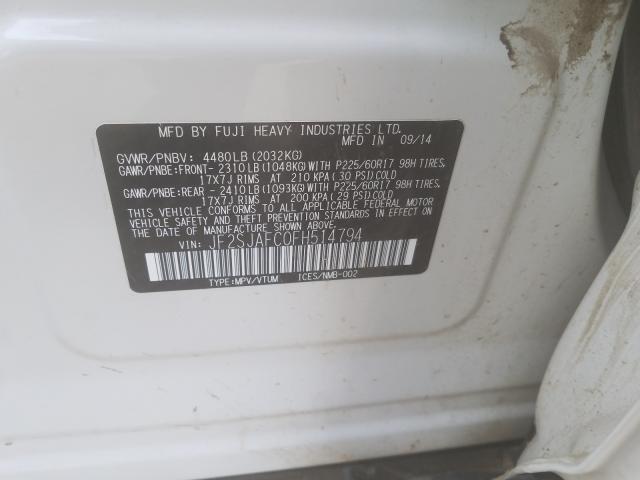 MFD BY FUJI HEAVY INDUSTRIES LTD.
MFD IN 09/14
GVWR/PNBV: 4480LB(2032KG)
GAWR/PNBE:FRONT- 2310LB(1048KG)WITH P225/60R17 98H TIRES,
17X7J RIMS AT 210 KPA(30 PSI)COLD
GAWR/PNBE:REAR - 2410LB(1093KG)WITH P225/60R17 98H TIRES,
17X7J RIMS AT 200 KPA(29 PSI)COLD
THIS VEHICLE CONFORMS TO ALL APPLICABLE FEDERAL MOTOR
VEHICLE SAFETY AND THEFT PREVENTION STANDARDS IN EFFECT
ON THE DATE OF MANUFACTURE SHOWN ABOVE.
VIN: JF2SJAFC0FH514794
TYPE:MPV/VTUM ICES/NMB-002